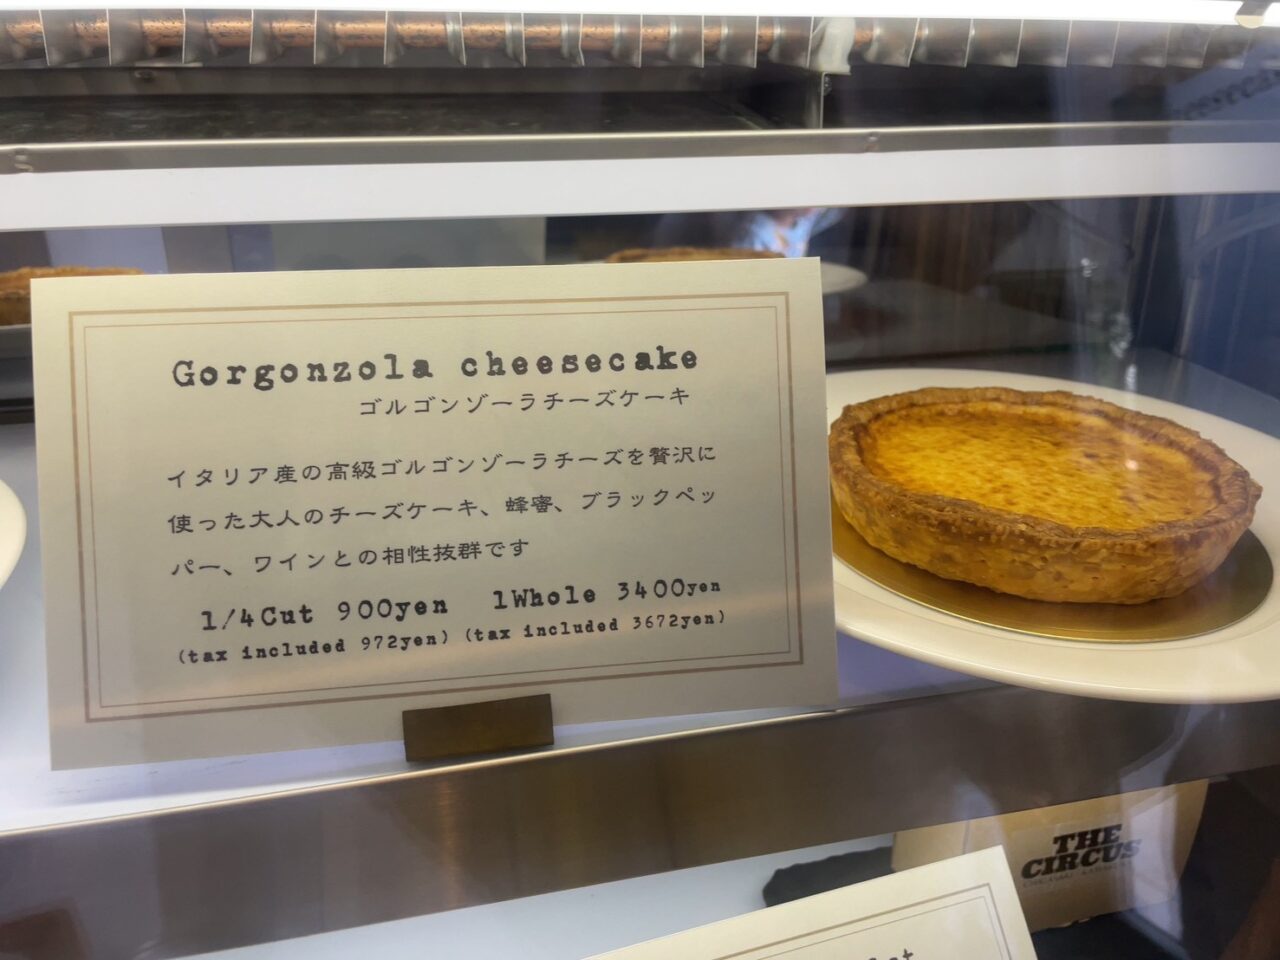 Gorgonzola cheesecake
ゴルゴンゾーラチーズケーキ
イタリア産の高級ゴルゴンゾーラチーズを贅沢に
使った大人のチーズケーキ、蜂蜜、ブラックペッ
パー、ワインとの相性抜群です
1/4Cut 900yen 1Whole 3400yen
(tax included 972yen) (tax included 3672yen)
THE
CIRCUS